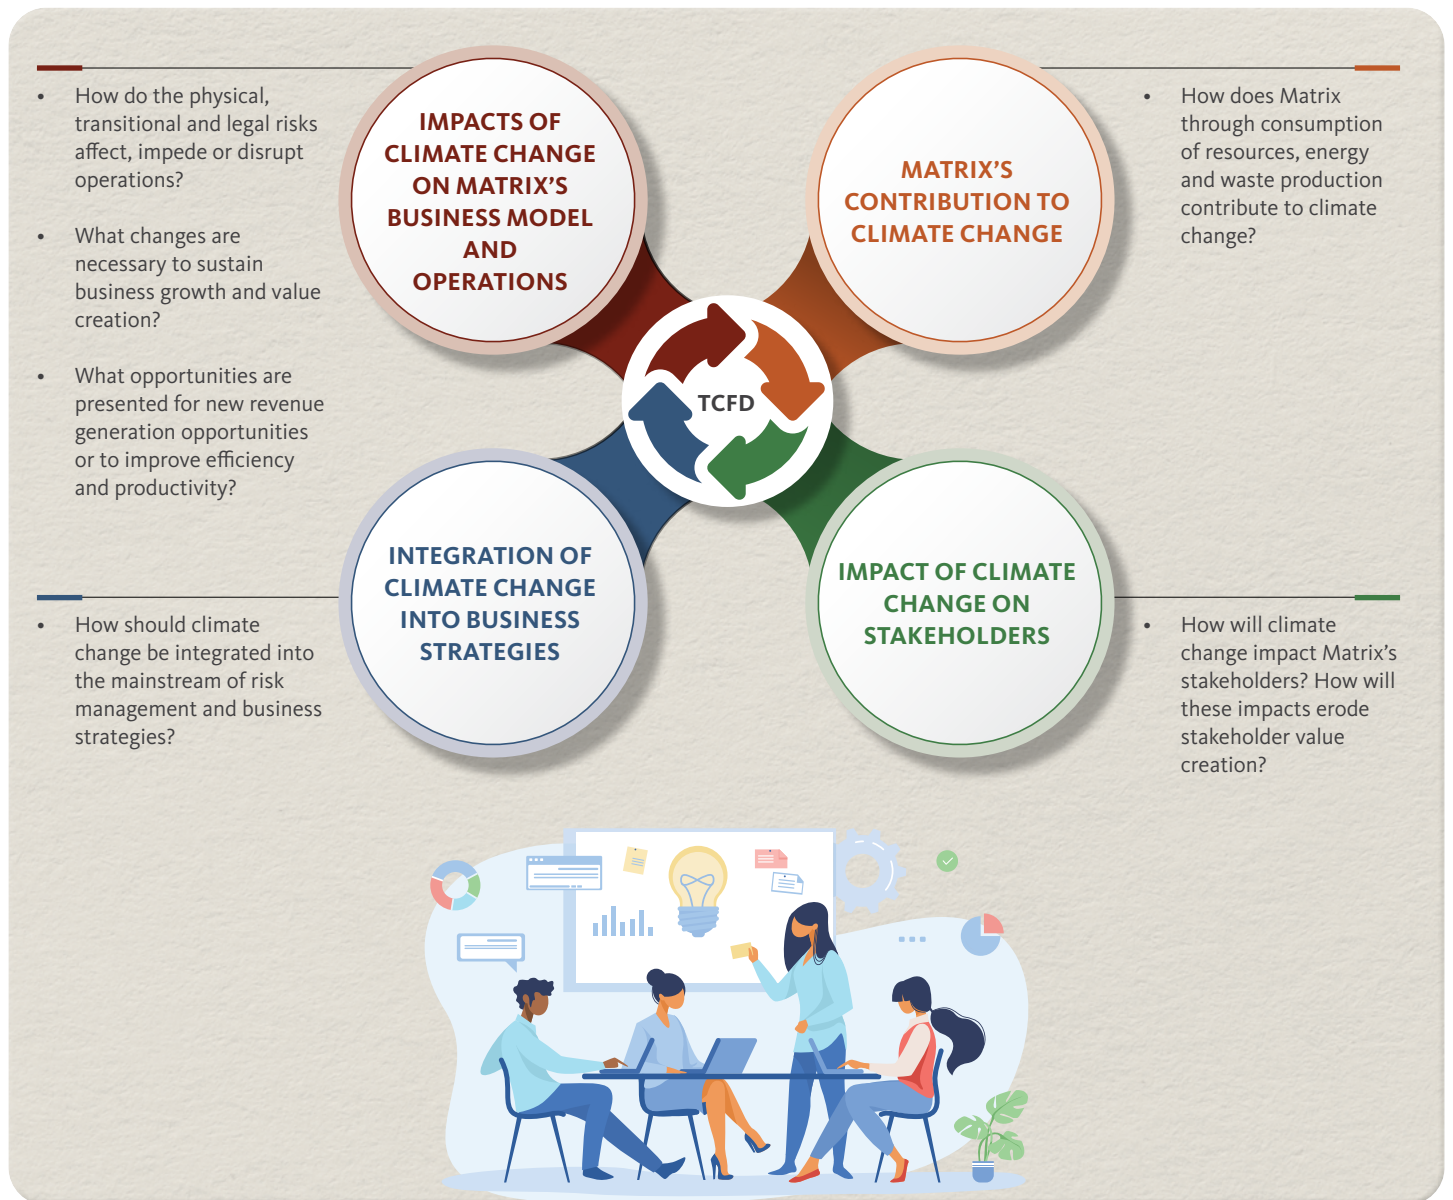 • How do the physical,
transitional and legal risks
affect, impede or disrupt
operations?
• What changes are
necessary to sustain
business growth and value
creation?
• What opportunities are
presented for new revenue
generation opportunities
or to improve efficiency
and productivity?
IMPACTS OF
CLIMATE CHANGE
ON MATRIX'S
BUSINESS MODEL
AND
OPERATIONS
MATRIX'S
CONTRIBUTION TO
CLIMATE CHANGE
• How does Matrix
through consumption
of resources, energy
and waste production
contribute to climate
change?
TCFD
• How should climate
change be integrated into
the mainstream of risk
management and business
strategies?
INTEGRATION OF
CLIMATE CHANGE
INTO BUSINESS
STRATEGIES
IMPACT OF CLIMATE
CHANGE ON
STAKEHOLDERS
• How will climate
change impact Matrix's
stakeholders? How will
these impacts erode
stakeholder value
creation?